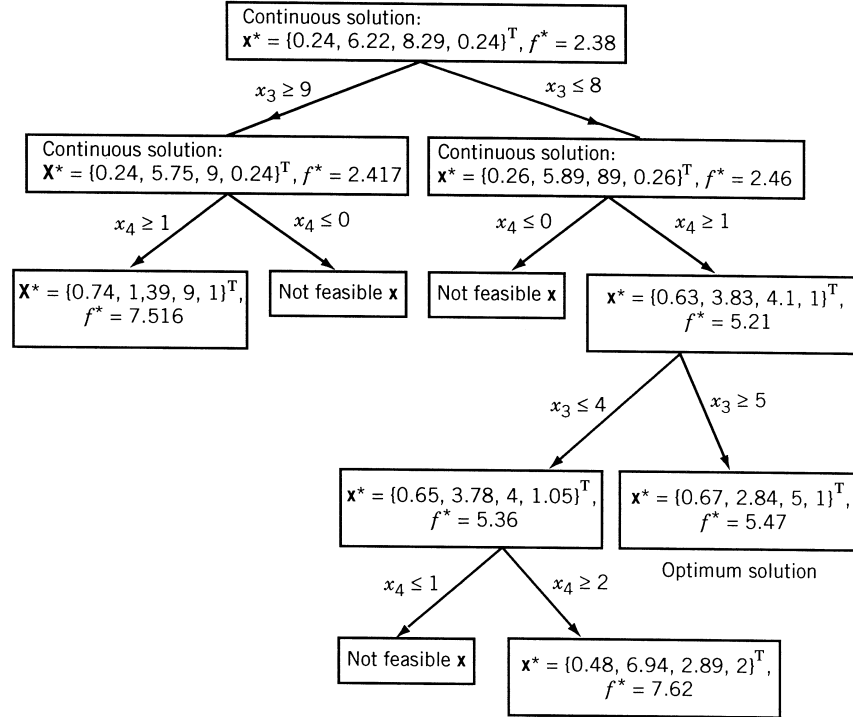 Continuous solution:
x* = {0.24, 6.22, 8.29, 0.24}ᵀ, f* = 2.38
x₃ ≥ 9
x₃ ≤ 8
Continuous solution:
X* = {0.24, 5.75, 9, 0.24}ᵀ, f* = 2.417
Continuous solution:
x* = {0.26, 5.89, 89, 0.26}ᵀ, f* = 2.46
x₄ ≥ 1
x₄ ≤ 0
x₄ ≤ 0
x₄ ≥ 1
X* = {0.74, 1,39, 9, 1}ᵀ,
f* = 7.516
Not feasible x
Not feasible x
x* = {0.63, 3.83, 4.1, 1}ᵀ,
f* = 5.21
x₃ ≤ 4
x₃ ≥ 5
x* = {0.65, 3.78, 4, 1.05}ᵀ,
f* = 5.36
x* = {0.67, 2.84, 5, 1}ᵀ,
f* = 5.47
Optimum solution
x₄ ≤ 1
x₄ ≥ 2
Not feasible x
x* = {0.48, 6.94, 2.89, 2}ᵀ,
f* = 7.62